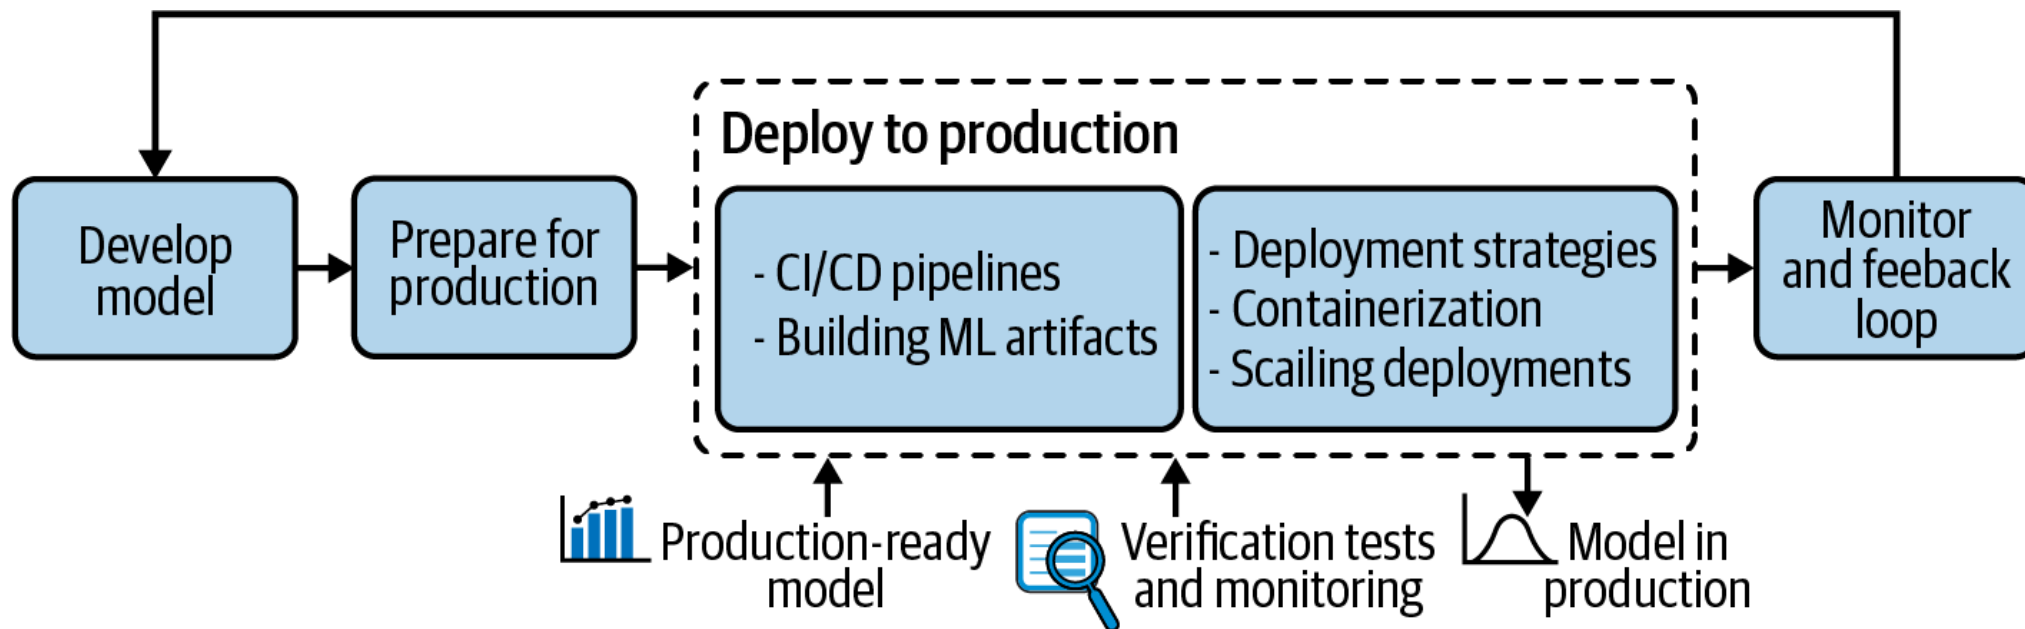 Deploy to production
Develop
model
Prepare for
production
- CI/CD pipelines
- Building ML artifacts
- Deployment strategies
- Containerization
- Scailing deployments
Monitor
and feeback
loop
Production-ready
model
Verification tests
and monitoring
Model in
production